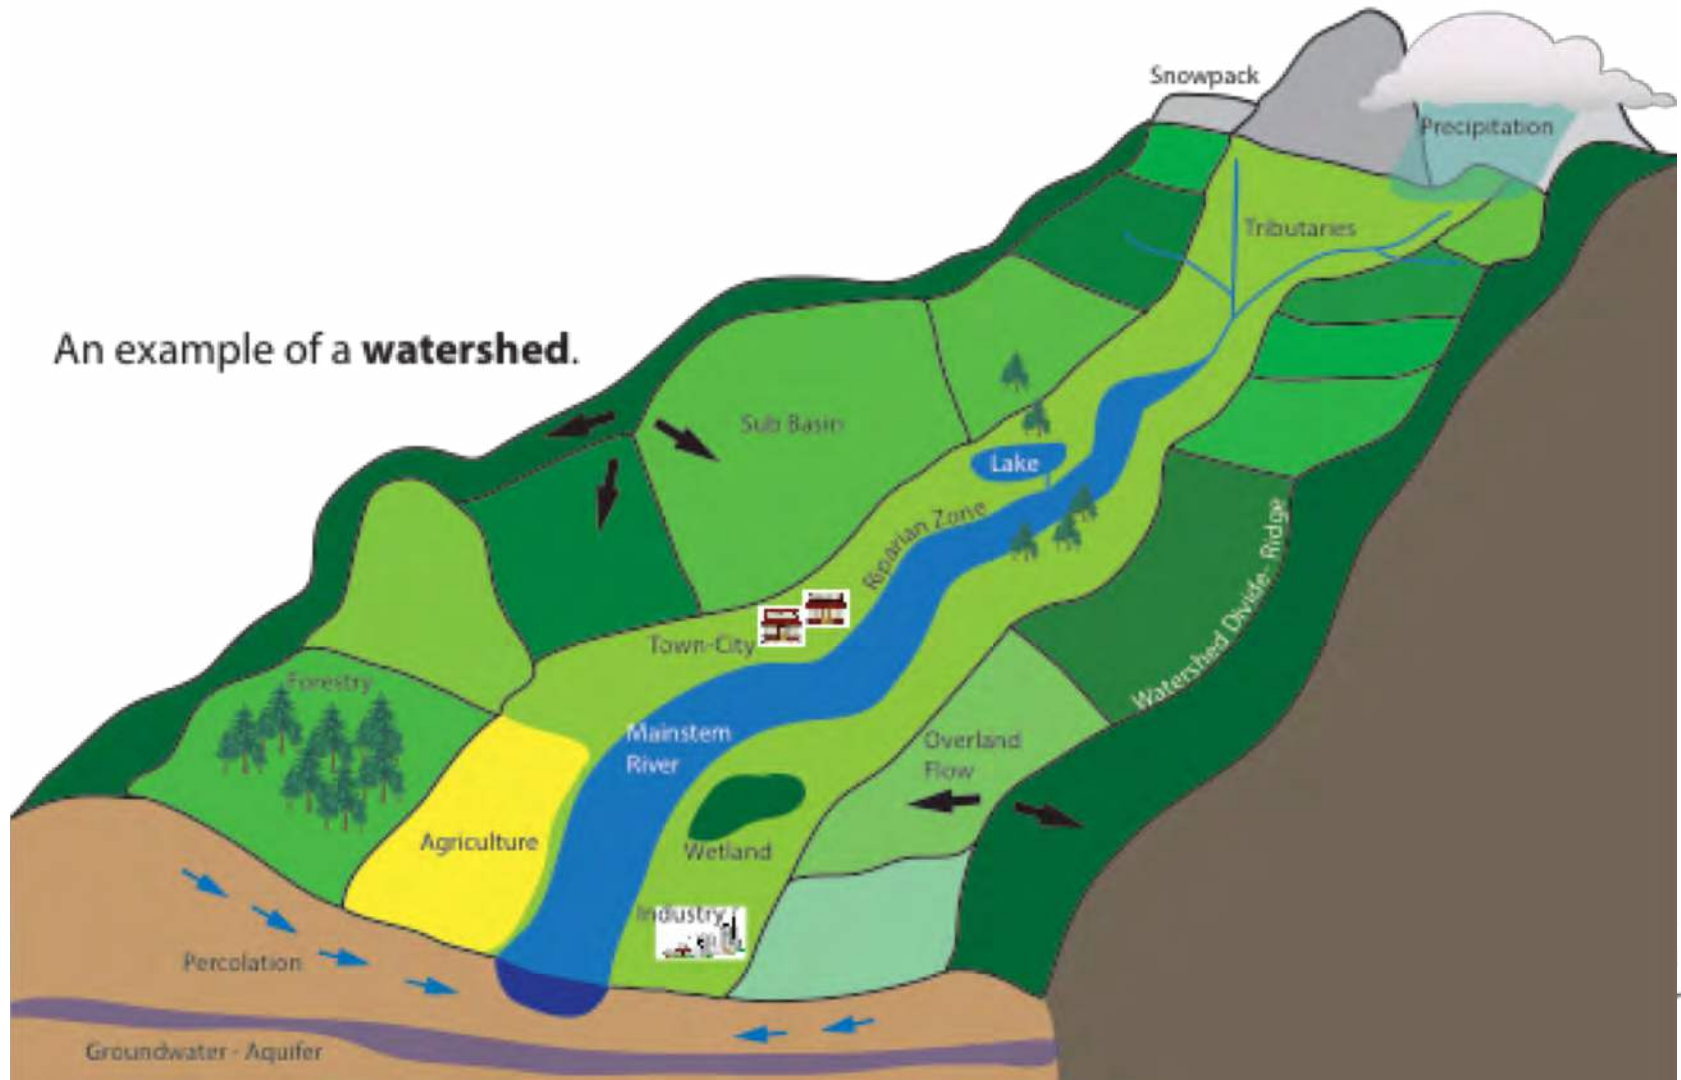 Snowpack
Precipitation
Tributaries
An example of a watershed.
Sub Basin
Lake
Riparian Zone
Watershed Divide- Ridge
Town-City
Forestry
Mainstem
River
Overland
Flow
Agriculture
Wetland
Industry
Percolation
Groundwater - Aquifer